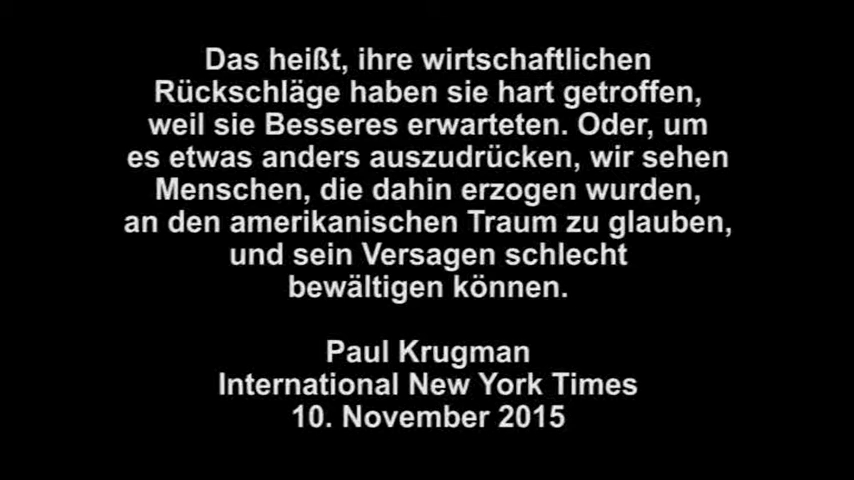 Das heißt, ihre wirtschaftlichen
Rückschläge haben sie hart getroffen,
weil sie Besseres erwarteten. Oder, um
es etwas anders auszudrücken, wir sehen
Menschen, die dahin erzogen wurden,
an den amerikanischen Traum zu glauben,
und sein Versagen schlecht
bewältigen können.
Paul Krugman
International New York Times
10. November 2015